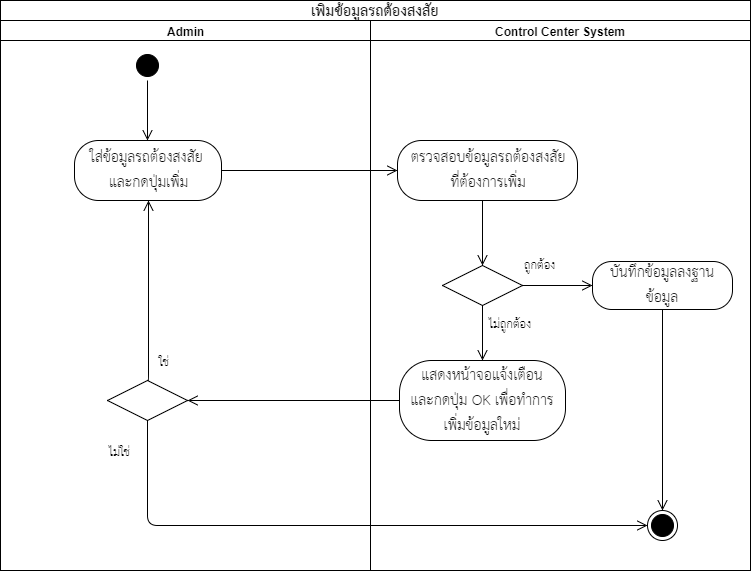 เพิ่มข้อมูลรถต้องสงสัย
Admin
Control Center System
ใส่ข้อมูลรถต้องสงสัย
และกดปุ่มเพิ่ม
ตรวจสอบข้อมูลรถต้องสงสัย
ที่ต้องการเพิ่ม
ถูกต้อง
บันทึกข้อมูลลงฐาน
ข้อมูล
ไม่ถูกต้อง
ใช่
แสดงหน้าจอแจ้งเตือน
และกดปุ่ม OK เพื่อทำการ
เพิ่มข้อมูลใหม่
ไม่ใช่